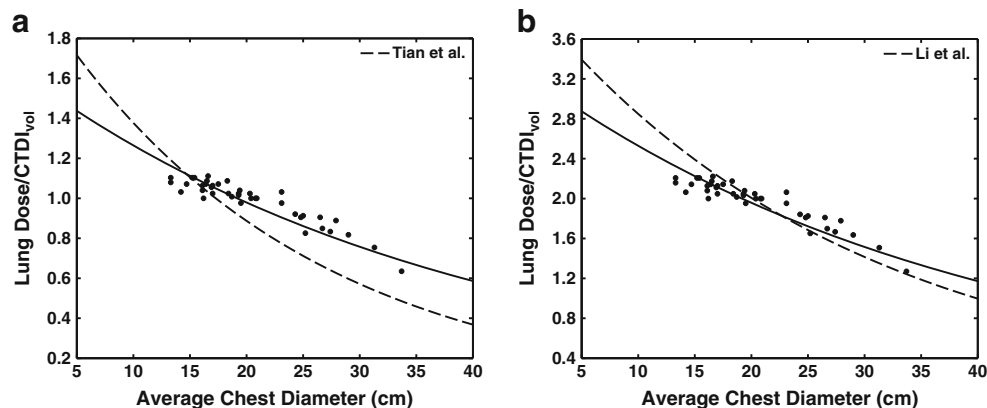 a
1.8
1.6
1.4
1.2
1.0
0.8
0.6
0.4
0.2
Lung Dose/CTDIvol
Tian et al.
5 10 15 20 25 30 35 40
Average Chest Diameter (cm)
b
3.6
3.2
2.8
2.4
2.0
1.6
1.2
0.8
0.4
Lung Dose/CTDIvol
Li et al.
5 10 15 20 25 30 35 40
Average Chest Diameter (cm)